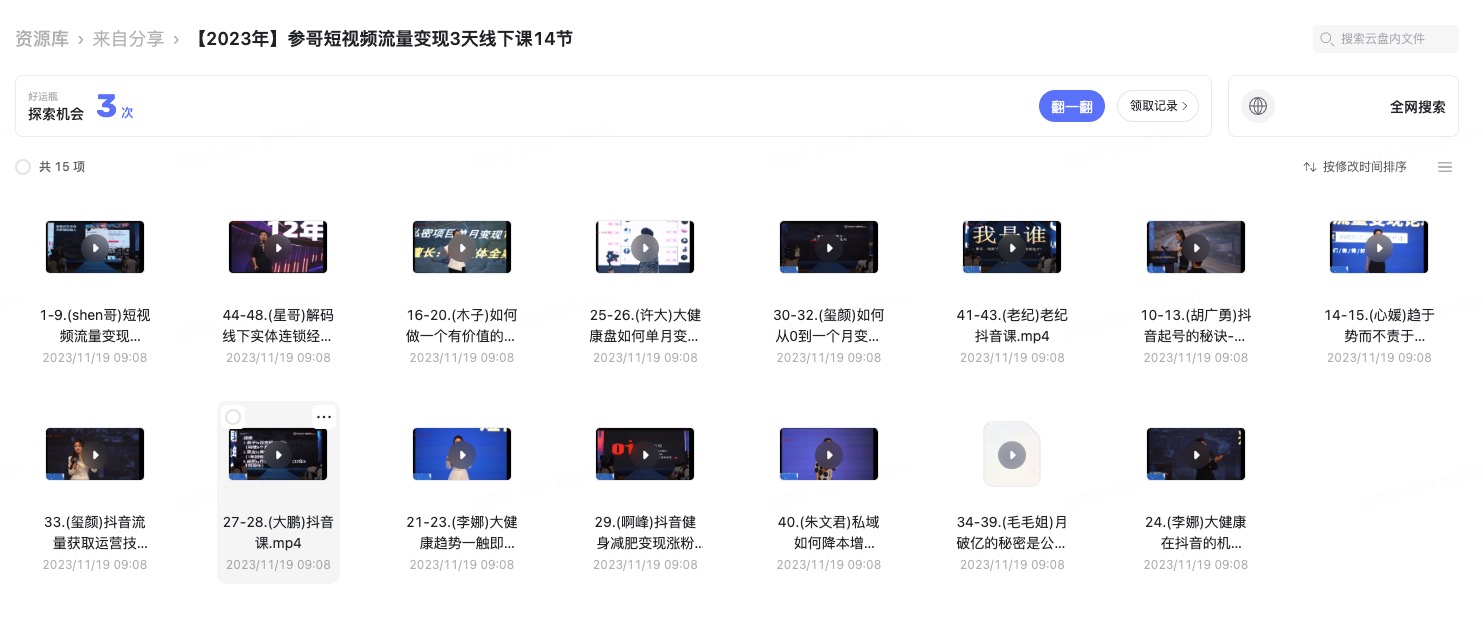 资源库 › 来自分享 › 【2023年】参哥短视频流量变现3天线下课14节
搜索云盘内文件
好运瓶
探索机会 3 次
翻一翻
领取记录 >
全网搜索
共 15 项
按修改时间排序
1-9.(shen哥)短视
频流量变现...
2023/11/19 09:08
44-48.(星哥)解码
线下实体连锁经...
2023/11/19 09:08
16-20.(木子)如何
做一个有价值的...
2023/11/19 09:08
25-26.(许大)大健
康盘如何单月变...
2023/11/19 09:08
30-32.(玺颜)如何
从0到一个月变...
2023/11/19 09:08
我是谁
41-43.(老纪)老纪
抖音课.mp4
2023/11/19 09:08
10-13.(胡广勇)抖
音起号的秘诀-...
2023/11/19 09:08
14-15.(心媛)趋于
势而不责于...
2023/11/19 09:08
33.(玺颜)抖音流
量获取运营技...
2023/11/19 09:08
27-28.(大鹏)抖音
课.mp4
2023/11/19 09:08
21-23.(李娜)大健
康趋势一触即...
2023/11/19 09:08
29.(啊峰)抖音健
身减肥变现涨粉...
2023/11/19 09:08
40.(朱文君)私域
如何降本增...
2023/11/19 09:08
34-39.(毛毛姐)月
破亿的秘密是公...
2023/11/19 09:08
24.(李娜)大健康
在抖音的机...
2023/11/19 09:08